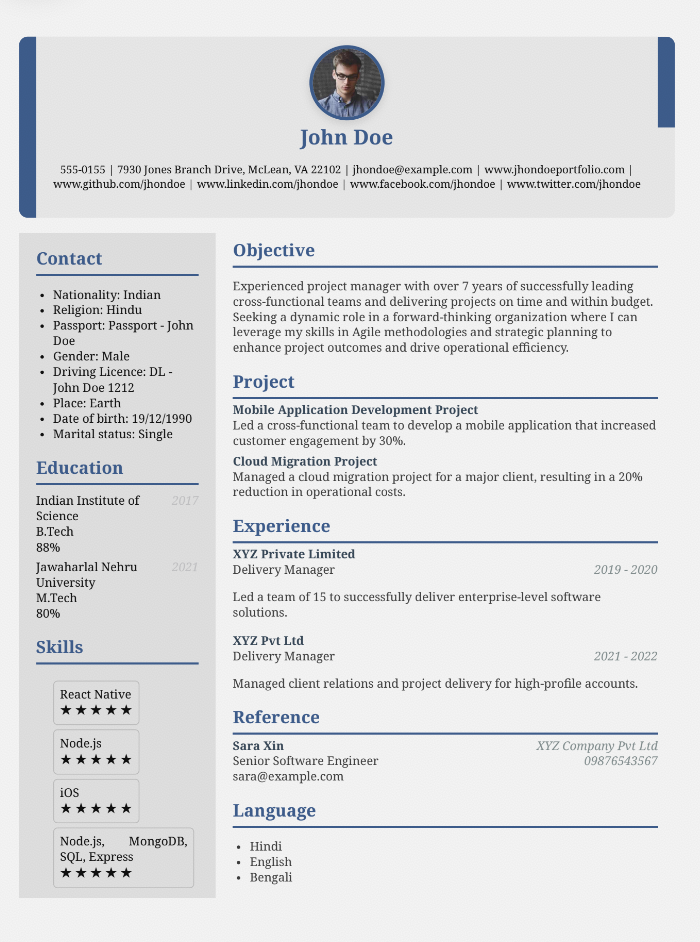 John Doe
555-0155 | 7930 Jones Branch Drive, McLean, VA 22102 | jhondoe@example.com | www.jhondoeportfolio.com |
www.github.com/jhondoe | www.linkedin.com/jhondoe | www.facebook.com/jhondoe | www.twitter.com/jhondoe
Contact
• Nationality: Indian
• Religion: Hindu
• Passport: Passport - John
Doe
• Gender: Male
• Driving Licence: DL -
John Doe 1212
• Place: Earth
• Date of birth: 19/12/1990
• Marital status: Single
Education
Indian Institute of 2017
Science
B.Tech
88%
Jawaharlal Nehru 2021
University
M.Tech
80%
Skills
React Native
★★★★★
Node.js
★★★★★
iOS
★★★★★
Node.js, MongoDB,
SQL, Express
★★★★★
Objective
Experienced project manager with over 7 years of successfully leading
cross-functional teams and delivering projects on time and within budget.
Seeking a dynamic role in a forward-thinking organization where I can
leverage my skills in Agile methodologies and strategic planning to
enhance project outcomes and drive operational efficiency.
Project
Mobile Application Development Project
Led a cross-functional team to develop a mobile application that increased
customer engagement by 30%.
Cloud Migration Project
Managed a cloud migration project for a major client, resulting in a 20%
reduction in operational costs.
Experience
XYZ Private Limited
Delivery Manager 2019 - 2020
Led a team of 15 to successfully deliver enterprise-level software
solutions.
XYZ Pvt Ltd
Delivery Manager 2021 - 2022
Managed client relations and project delivery for high-profile accounts.
Reference
Sara Xin XYZ Company Pvt Ltd
Senior Software Engineer 09876543567
sara@example.com
Language
• Hindi
• English
• Bengali